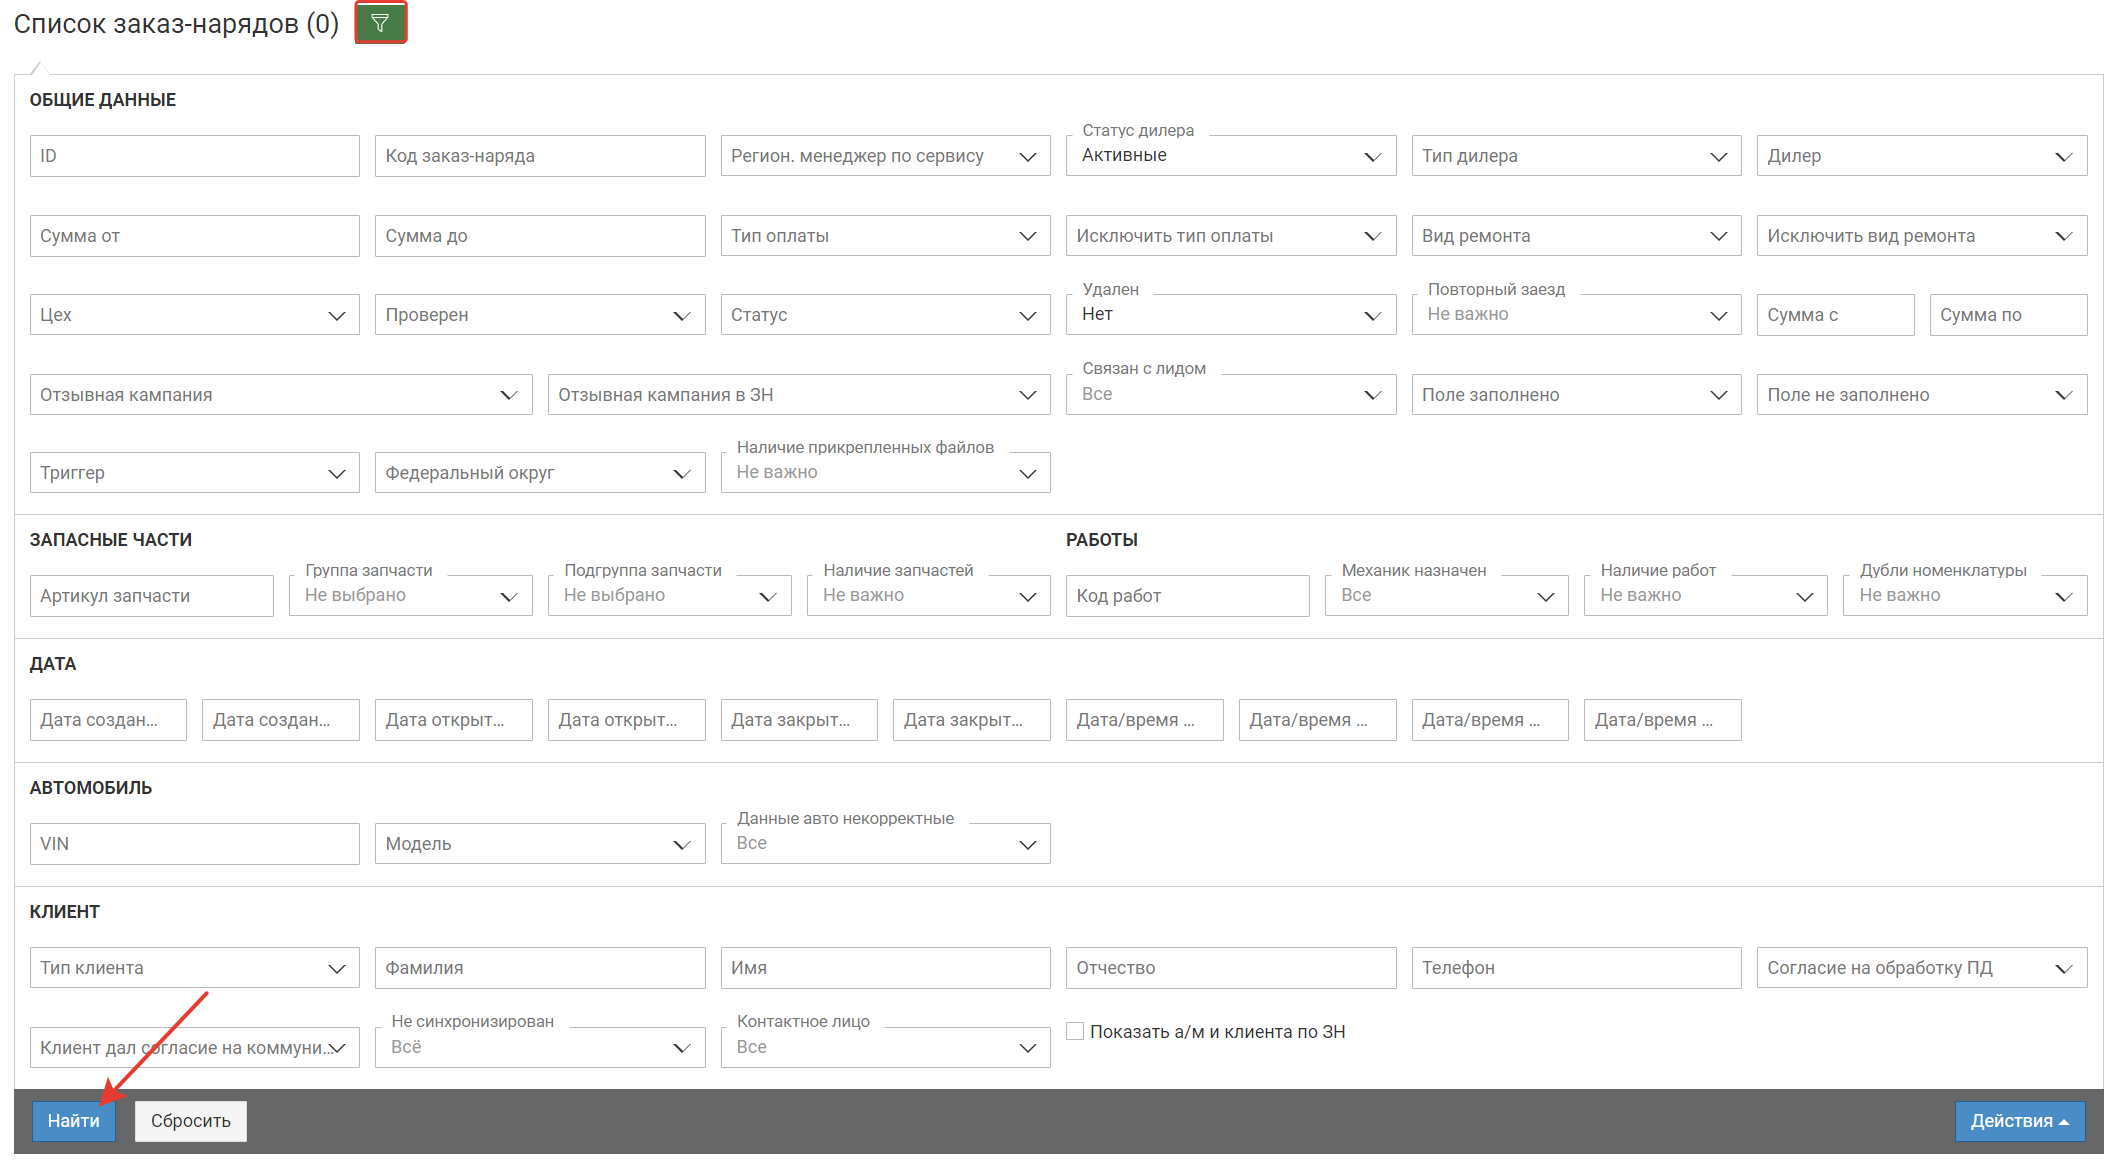 Список заказ-нарядов (0)
ОБЩИЕ ДАННЫЕ
ID
Код заказ-наряда
Регион. менеджер по сервису
Статус дилера
Активные
Тип дилера
Дилер
Сумма от
Сумма до
Тип оплаты
Исключить тип оплаты
Вид ремонта
Исключить вид ремонта
Цех
Проверен
Статус
Удален
Нет
Повторный заезд
Не важно
Сумма с
Сумма по
Отзывная кампания
Отзывная кампания в ЗН
Связан с лидом
Все
Поле заполнено
Поле не заполнено
Триггер
Федеральный округ
Наличие прикрепленных файлов
Не важно
ЗАПАСНЫЕ ЧАСТИ
Артикул запчасти
Группа запчасти
Не выбрано
Подгруппа запчасти
Не выбрано
Наличие запчастей
Не важно
РАБОТЫ
Код работ
Механик назначен
Все
Наличие работ
Не важно
Дубли номенклатуры
Не важно
ДАТА
Дата создан...
Дата создан...
Дата открыт...
Дата открыт...
Дата закрыт...
Дата закрыт...
Дата/время ...
Дата/время ...
Дата/время ...
Дата/время ...
АВТОМОБИЛЬ
VIN
Модель
Данные авто некорректные
Все
КЛИЕНТ
Тип клиента
Фамилия
Имя
Отчество
Телефон
Согласие на обработку ПД
Клиент дал согласие на коммуни...
Не синхронизирован
Всё
Контактное лицо
Все
Показать а/м и клиента по ЗН
Найти
Сбросить
Действия